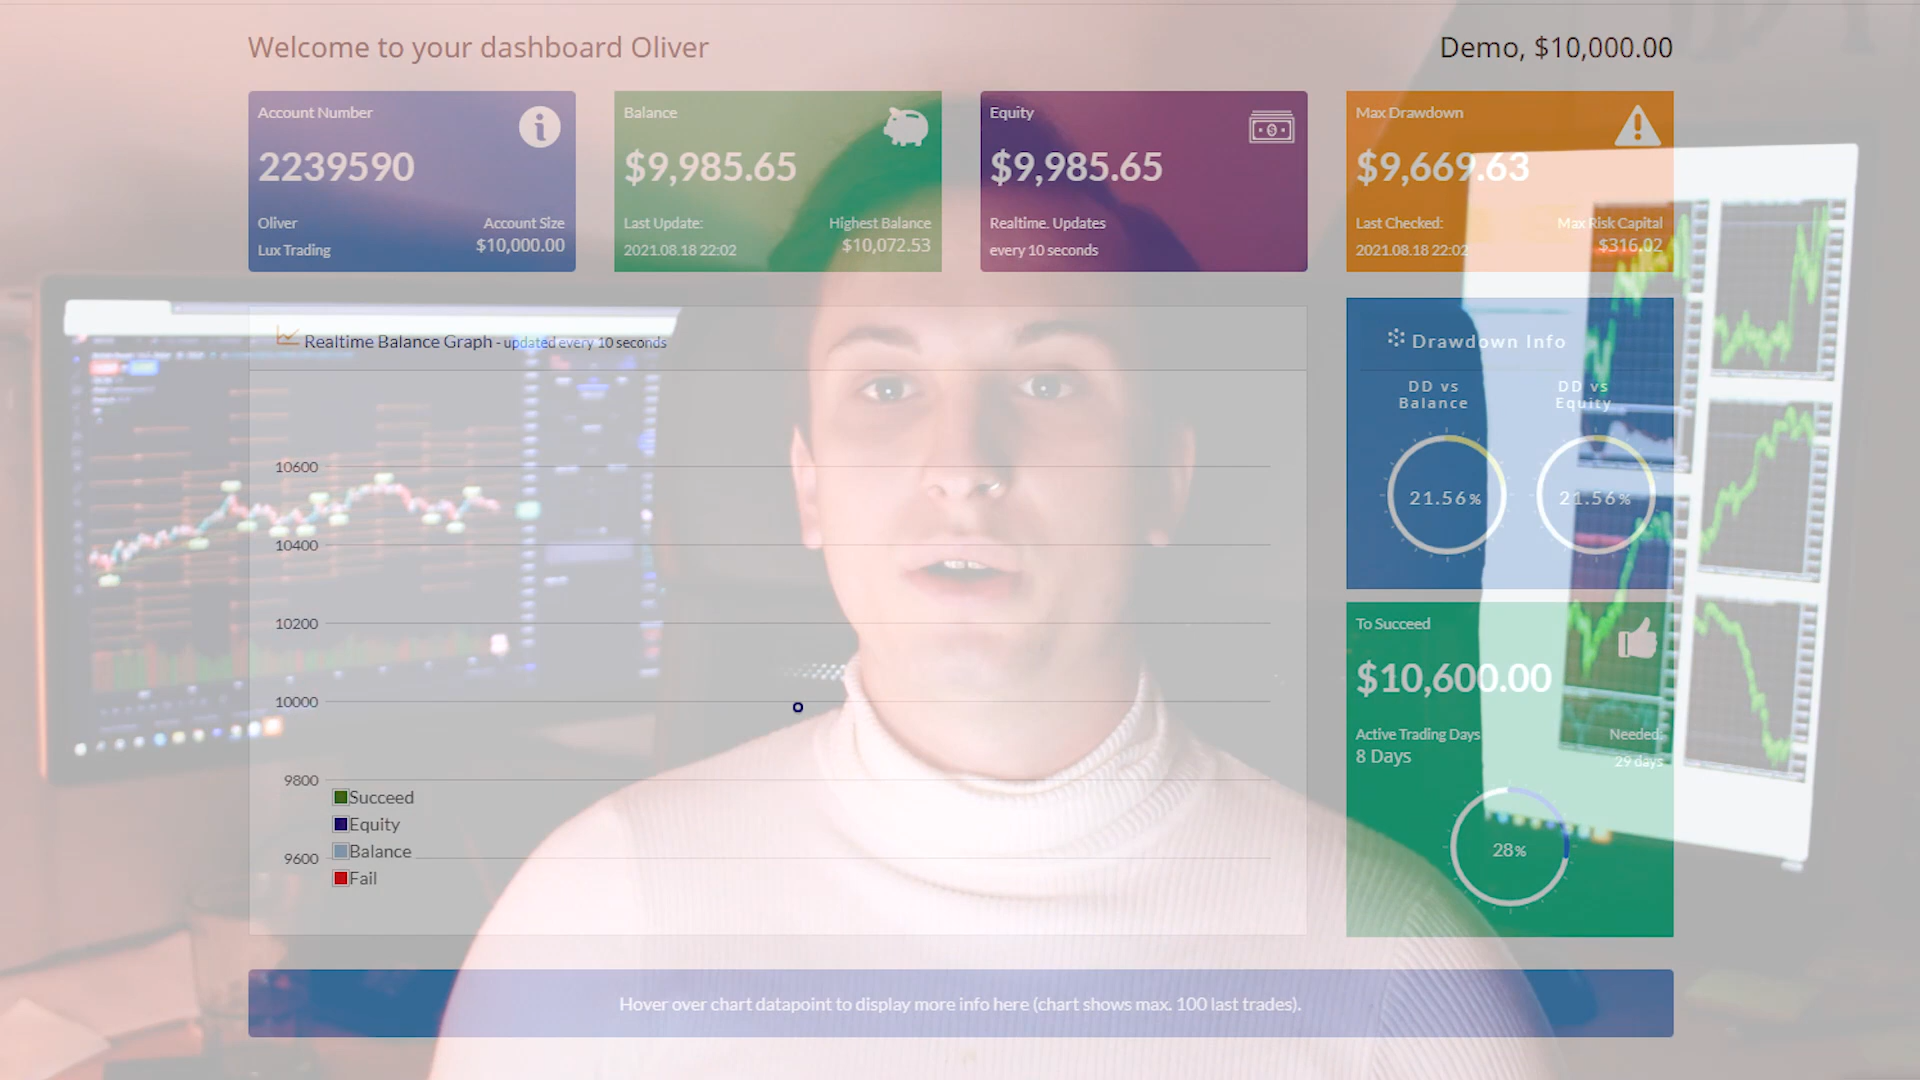 Welcome to your dashboard Oliver
Demo, $10,000.00
Account Number
2239590
Oliver
Account Size
Lux Trading
$10,000.00
Balance
$9,985.65
Last Update:
Highest Balance
2021.08.18 22:02
$10,072.53
Equity
$9,985.65
Realtime. Updates
every 10 seconds
Max Drawdown
$9,669.63
Last Checked:
Max Risk Capital
2021.08.18 22:02
$316.02
Realtime Balance Graph - updated every 10 seconds
10600
10400
10200
10000
9800
9600
Succeed
Equity
Balance
Fail
Drawdown Info
DD vs
Balance
DD vs
Equity
21.56%
21.56%
To Succeed
$10,600.00
Active Trading Days
Needed:
8 Days
29 days
28%
Hover over chart datapoint to display more info here (chart shows max. 100 last trades).